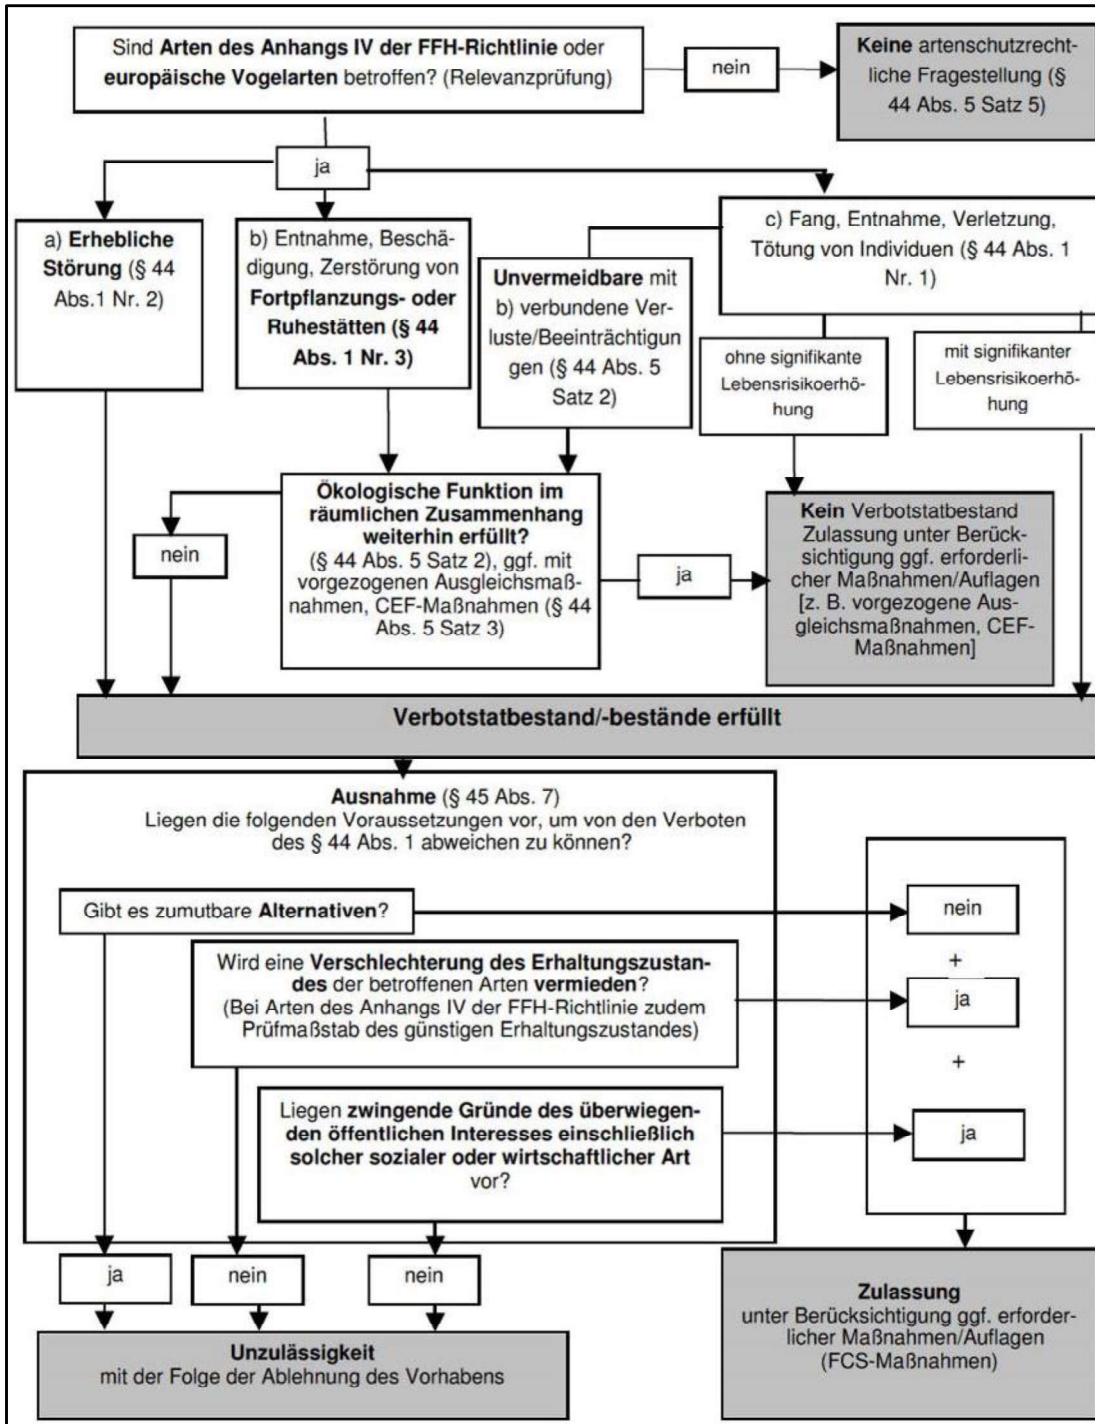 Sind Arten des Anhangs IV der FFH-Richtlinie oder
europäische Vogelarten betroffen? (Relevanzprüfung)
nein
Keine artenschutzrecht-
liche Fragestellung (§
44 Abs. 5 Satz 5)
ja
a) Erhebliche
Störung (§ 44
Abs.1 Nr. 2)
b) Entnahme, Beschä-
digung, Zerstörung von
Fortpflanzungs- oder
Ruhestätten (§ 44
Abs. 1 Nr. 3)
Unvermeidbare mit
b) verbundene Ver-
luste/Beeinträchtigun
gen (§ 44 Abs. 5
Satz 2)
c) Fang, Entnahme, Verletzung,
Tötung von Individuen (§ 44 Abs. 1
Nr. 1)
ohne signifikante
Lebensrisikoerhö-
hung
mit signifikanter
Lebensrisikoerhö-
hung
nein
Ökologische Funktion im
räumlichen Zusammenhang
weiterhin erfüllt?
(§ 44 Abs. 5 Satz 2), ggf. mit
vorgezogenen Ausgleichsmaß-
nahmen, CEF-Maßnahmen (§ 44
Abs. 5 Satz 3)
ja
Kein Verbotstatbestand
Zulassung unter Berück-
sichtigung ggf. erforderli-
cher Maßnahmen/Auflagen
[z. B. vorgezogene Aus-
gleichsmaßnahmen, CEF-
Maßnahmen]
Verbotstatbestand/-bestände erfüllt
Ausnahme (§ 45 Abs. 7)
Liegen die folgenden Voraussetzungen vor, um von den Verboten
des § 44 Abs. 1 abweichen zu können?
Gibt es zumutbare Alternativen?
nein
+
Wird eine Verschlechterung des Erhaltungszustan-
des der betroffenen Arten vermieden?
(Bei Arten des Anhangs IV der FFH-Richtlinie zudem
Prüfmaßstab des günstigen Erhaltungszustandes)
ja
+
Liegen zwingende Gründe des überwiegen-
den öffentlichen Interesses einschließlich
solcher sozialer oder wirtschaftlicher Art
vor?
ja
ja
nein
nein
Unzulässigkeit
mit der Folge der Ablehnung des Vorhabens
Zulassung
unter Berücksichtigung ggf. erforder-
licher Maßnahmen/Auflagen
(FCS-Maßnahmen)